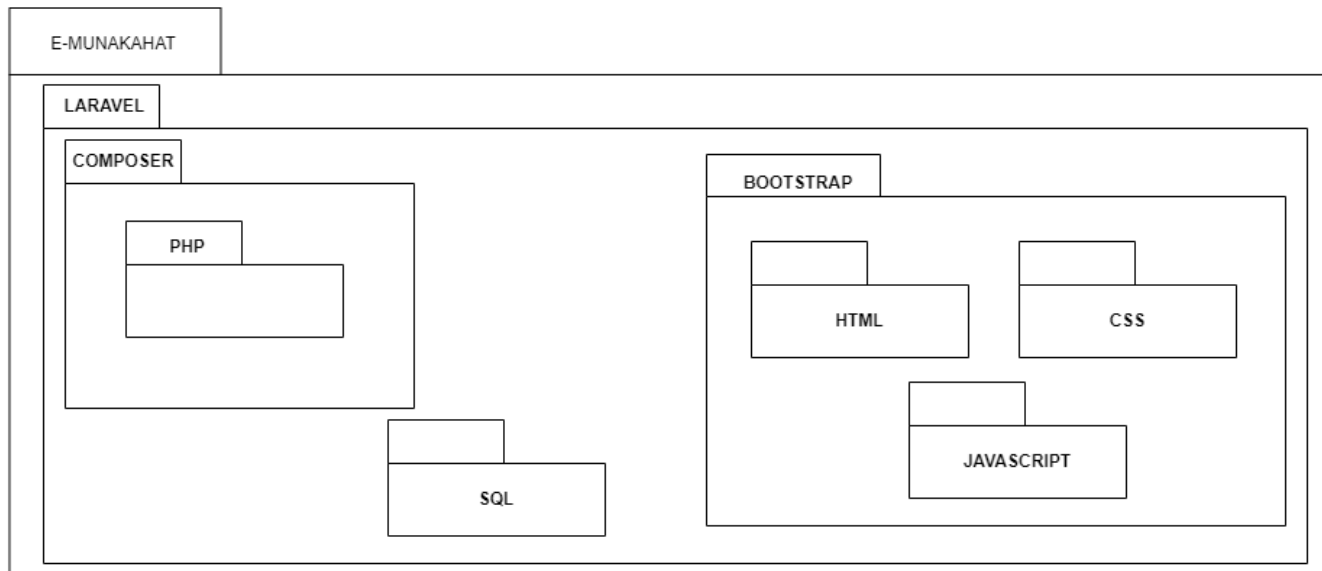 E-MUNAKAHAT
LARAVEL
COMPOSER
PHP
BOOTSTRAP
HTML
CSS
JAVASCRIPT
SQL